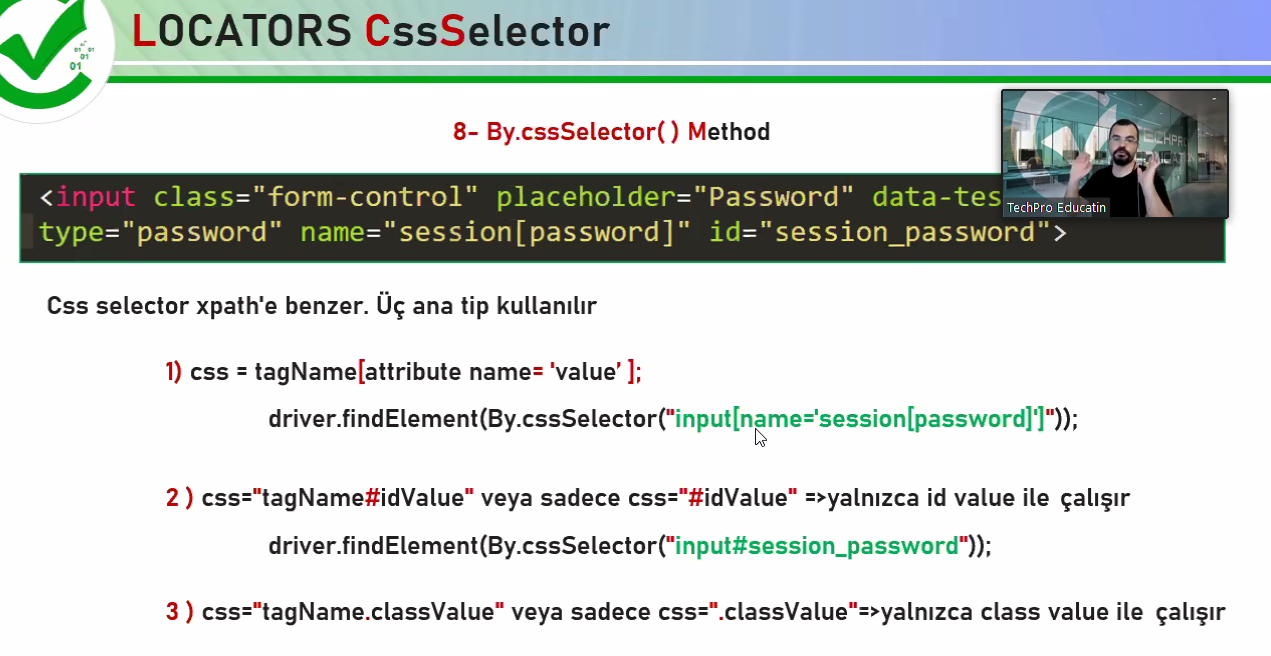 LOCATORS CssSelector
01 01
01
01
8- By.cssSelector( ) Method
<input class="form-control" placeholder="Password" data-tes
type="password" name="session[password]" id="session_password">
TechPro Educatin
Css selector xpath'e benzer. Üç ana tip kullanılır
1) css = tagName[attribute name= 'value' ];
driver.findElement(By.cssSelector("input[name='session[password]']"));
2 ) css="tagName#idValue" veya sadece css="#idValue" =>yalnızca id value ile çalışır
driver.findElement(By.cssSelector("input#session_password"));
3 ) css="tagName.classValue" veya sadece css=".classValue"=>yalnızca class value ile çalışır